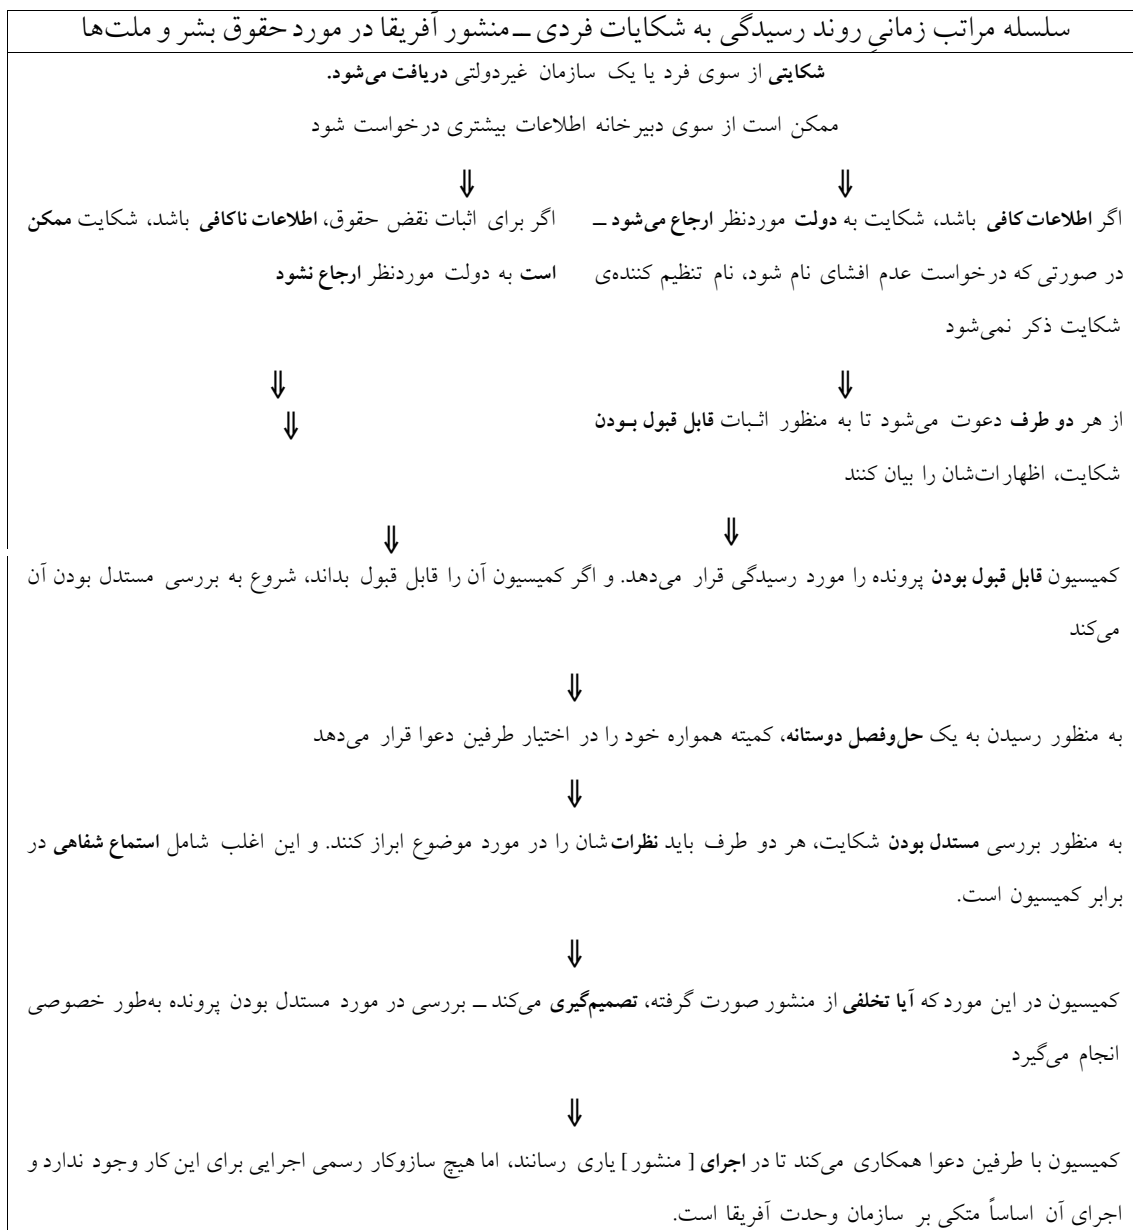 سلسله مراتب زمانیِ روند رسیدگی به شکایات فردی ــ منشور آفریقا در مورد حقوق بشر و ملت‌ها
شکایتی از سوی فرد یا یک سازمان غیردولتی دریافت می‌شود.
ممکن است از سوی دبیرخانه اطلاعات بیشتری درخواست شود
⇓
⇓
اگر اطلاعات کافی باشد، شکایت به دولت موردنظر ارجاع می‌شود ــ
در صورتی که درخواست عدم افشای نام شود، نام تنظیم کننده‌ی
شکایت ذکر نمی‌شود
اگر برای اثبات نقض حقوق، اطلاعات ناکافی باشد، شکایت ممکن
است به دولت موردنظر ارجاع نشود
⇓
⇓
از هر دو طرف دعوت می‌شود تا به منظور اثبات قابل قبول بودن
شکایت، اظهارات‌شان را بیان کنند
⇓
⇓
⇓
کمیسیون قابل قبول بودن پرونده را مورد رسیدگی قرار می‌دهد. و اگر کمیسیون آن را قابل قبول بداند، شروع به بررسی مستدل بودن آن
می‌کند
⇓
به منظور رسیدن به یک حل‌وفصل دوستانه، کمیته همواره خود را در اختیار طرفین دعوا قرار می‌دهد
⇓
به منظور بررسی مستدل بودن شکایت، هر دو طرف باید نظرات‌شان را در مورد موضوع ابراز کنند. و این اغلب شامل استماع شفاهی در
برابر کمیسیون است.
⇓
کمیسیون در این مورد که آیا تخلفی از منشور صورت گرفته، تصمیم‌گیری می‌کند ــ بررسی در مورد مستدل بودن پرونده به‌طور خصوصی
انجام می‌گیرد
⇓
کمیسیون با طرفین دعوا همکاری می‌کند تا در اجرای [ منشور ] یاری رسانند، اما هیچ سازوکار رسمی اجرایی برای این کار وجود ندارد و
اجرای آن اساساً متکی بر سازمان وحدت آفریقا است.